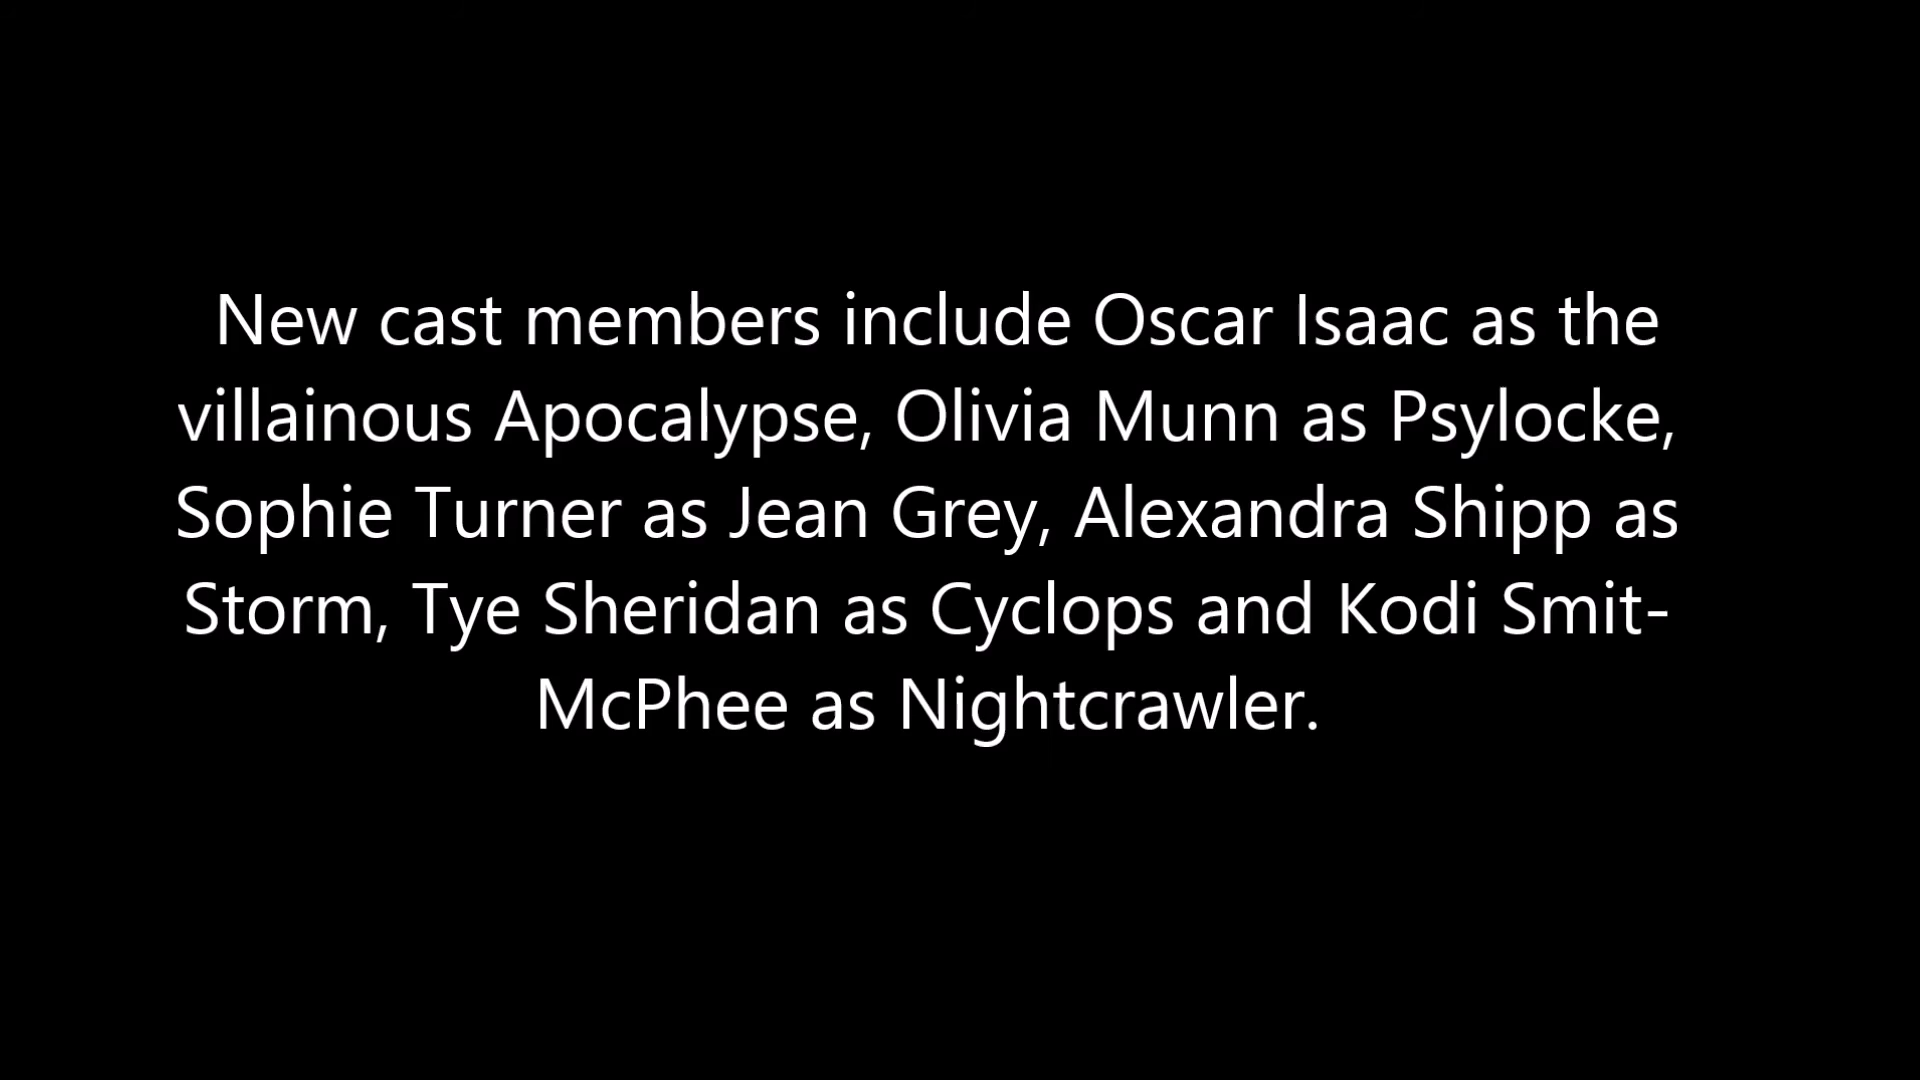 New cast members include Oscar Isaac as the
villainous Apocalypse, Olivia Munn as Psylocke,
Sophie Turner as Jean Grey, Alexandra Shipp as
Storm, Tye Sheridan as Cyclops and Kodi Smit-
McPhee as Nightcrawler.